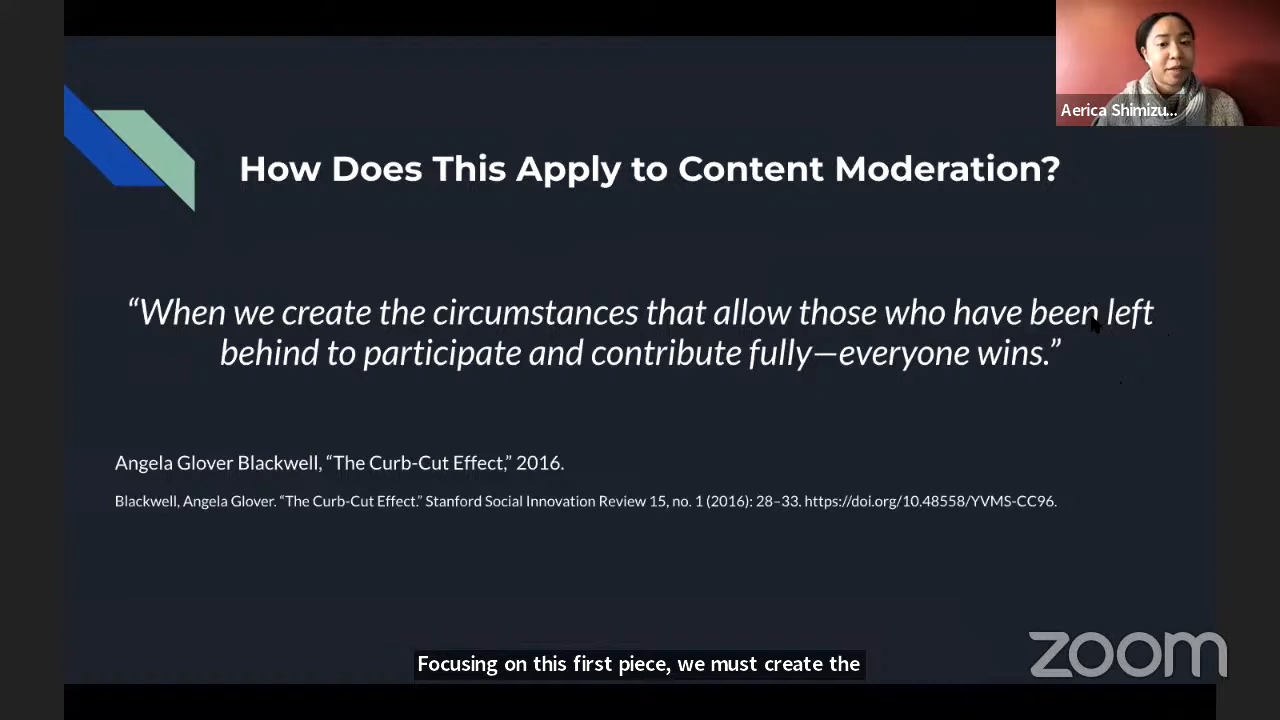 Aerica Shimizu...
How Does This Apply to Content Moderation?
“When we create the circumstances that allow those who have been left
behind to participate and contribute fully—everyone wins.”
Angela Glover Blackwell, “The Curb-Cut Effect,” 2016.
Blackwell, Angela Glover. “The Curb-Cut Effect.” Stanford Social Innovation Review 15, no. 1 (2016): 28–33. https://doi.org/10.48558/YVMS-CC96.
Focusing on this first piece, we must create the
zoom